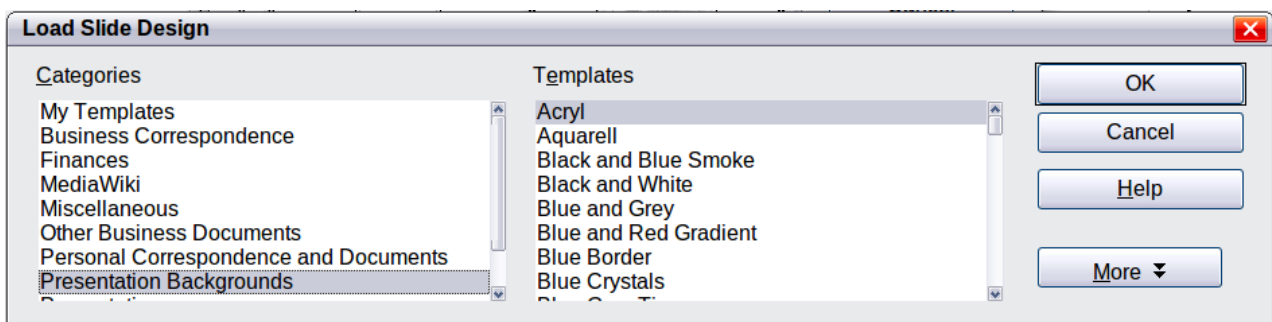 Load Slide Design
Categories
My Templates
Business Correspondence
Finances
MediaWiki
Miscellaneous
Other Business Documents
Personal Correspondence and Documents
Presentation Backgrounds
Templates
Acryl
Aquarell
Black and Blue Smoke
Black and White
Blue and Grey
Blue and Red Gradient
Blue Border
Blue Crystals
OK
Cancel
Help
More